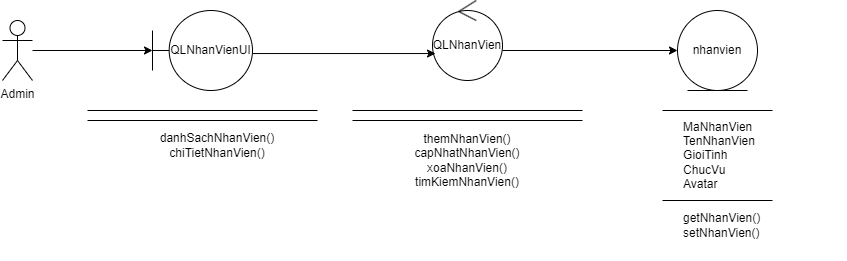 Admin
QLNhanVienUI
QLNhanVien
nhanvien
danhSachNhanVien()
chiTietNhanVien()
themNhanVien()
capNhatNhanVien()
xoaNhanVien()
timKiemNhanVien()
MaNhanVien
TenNhanVien
GioiTinh
ChucVu
Avatar
getNhanVien()
setNhanVien()